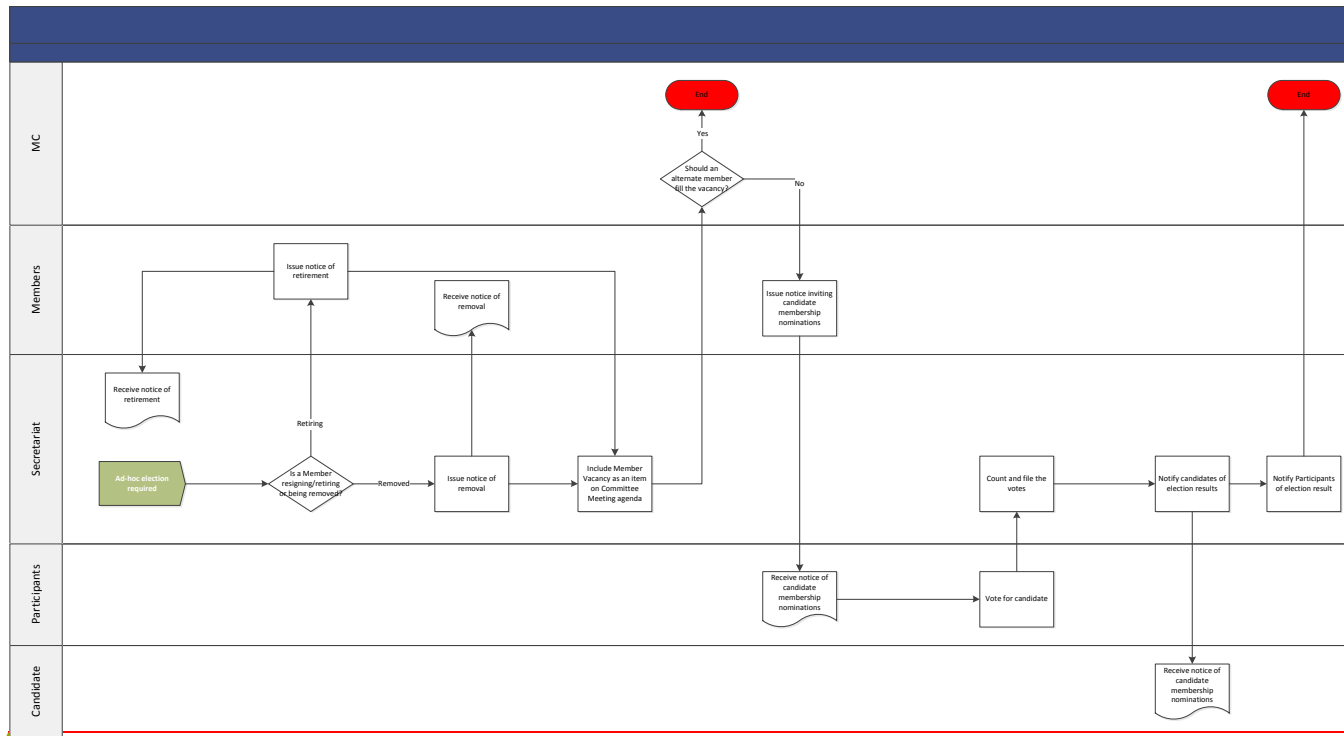 MC
End
End
Yes
Should an
alternate member
fill the vacancy?
No
Members
Issue notice of
retirement
Receive notice of
removal
Issue notice inviting
candidate
membership
nominations
Secretariat
Receive notice of
retirement
Retiring
Ad-hoc election
required
Is a Member
resigning/retiring
or being removed?
Removed
Issue notice of
removal
Include Member
Vacancy as an item
on Committee
Meeting agenda
Count and file the
votes
Notify candidates of
election results
Notify Participants
of election result
Participants
Receive notice of
candidate
membership
nominations
Vote for candidate
Candidate
Receive notice of
candidate
membership
nominations